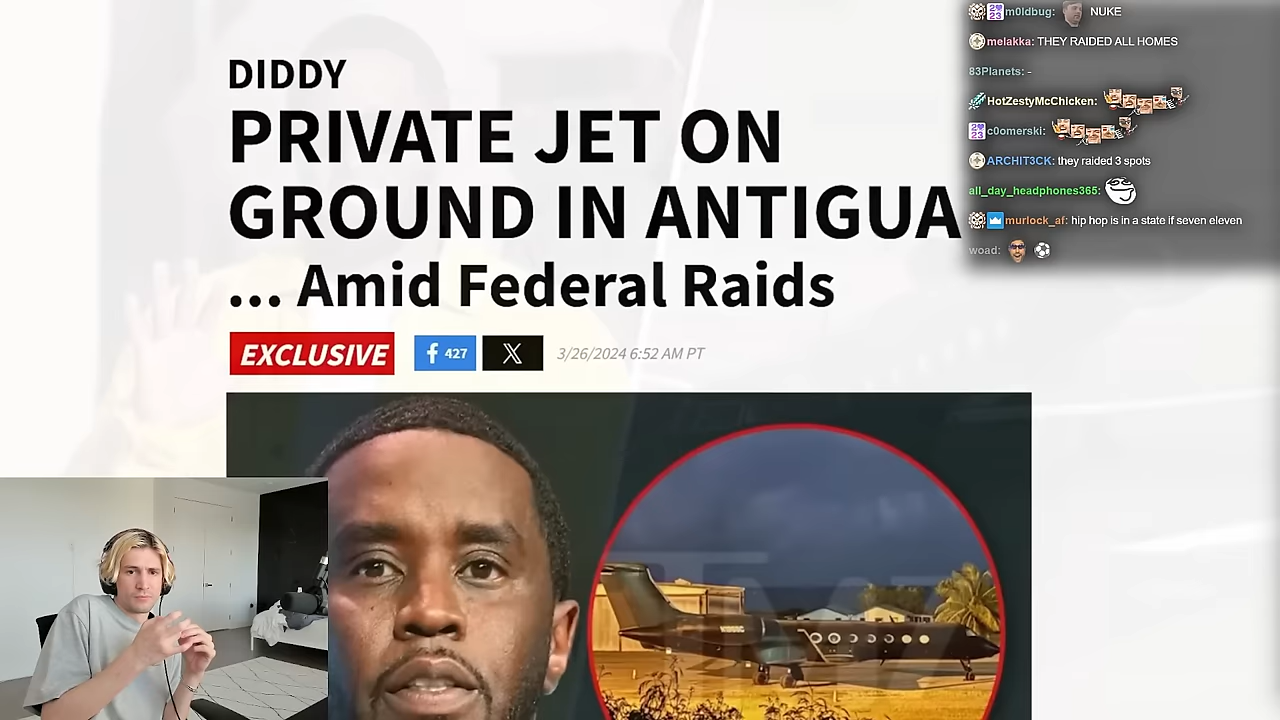 DIDDY
PRIVATE JET ON
GROUND IN ANTIGUA
... Amid Federal Raids
EXCLUSIVE
f 427
X
3/26/2024 6:52 AM PT
m0ldbug: NUKE
melakka: THEY RAIDED ALL HOMES
83Planets: -
HotZestyMcChicken:
c0omerski:
ARCHIT3CK: they raided 3 spots
all_day_headphones365:
murlock_af: hip hop is in a state if seven eleven
woad: